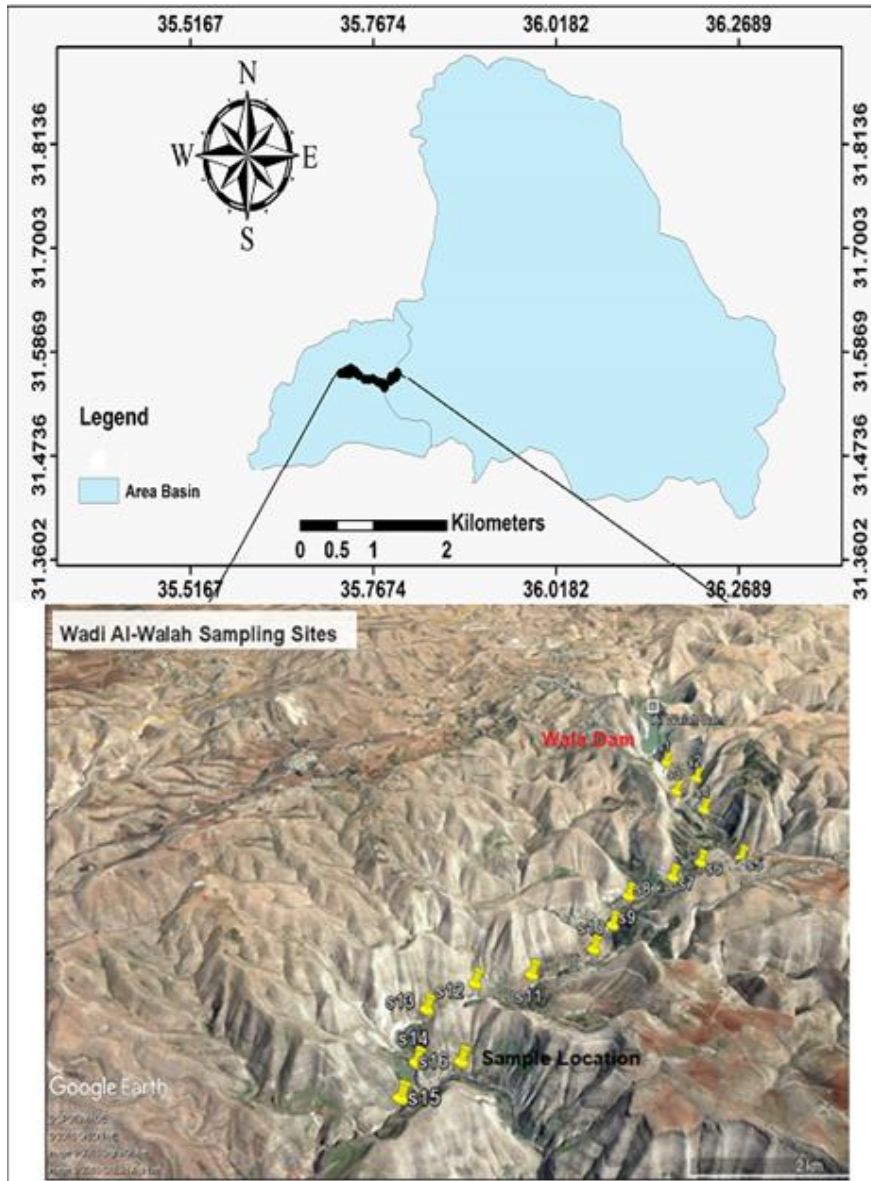 35.5167 35.7674 36.0182 36.2689
31.8136 31.8136
31.7003 31.7003
31.5869 31.5869
31.4736 31.4736
31.3602 31.3602
N
W E
S
Legend
Area Basin
Kilometers
0 0.5 1 2
35.5167 35.7674 36.0182 36.2689
Wadi Al-Walah Sampling Sites
Wala Dam
s2
s5
s6
s7
s8
s9
s10
s11
s12
s13
s14
s16
Sample Location
s15
Google Earth
2 km